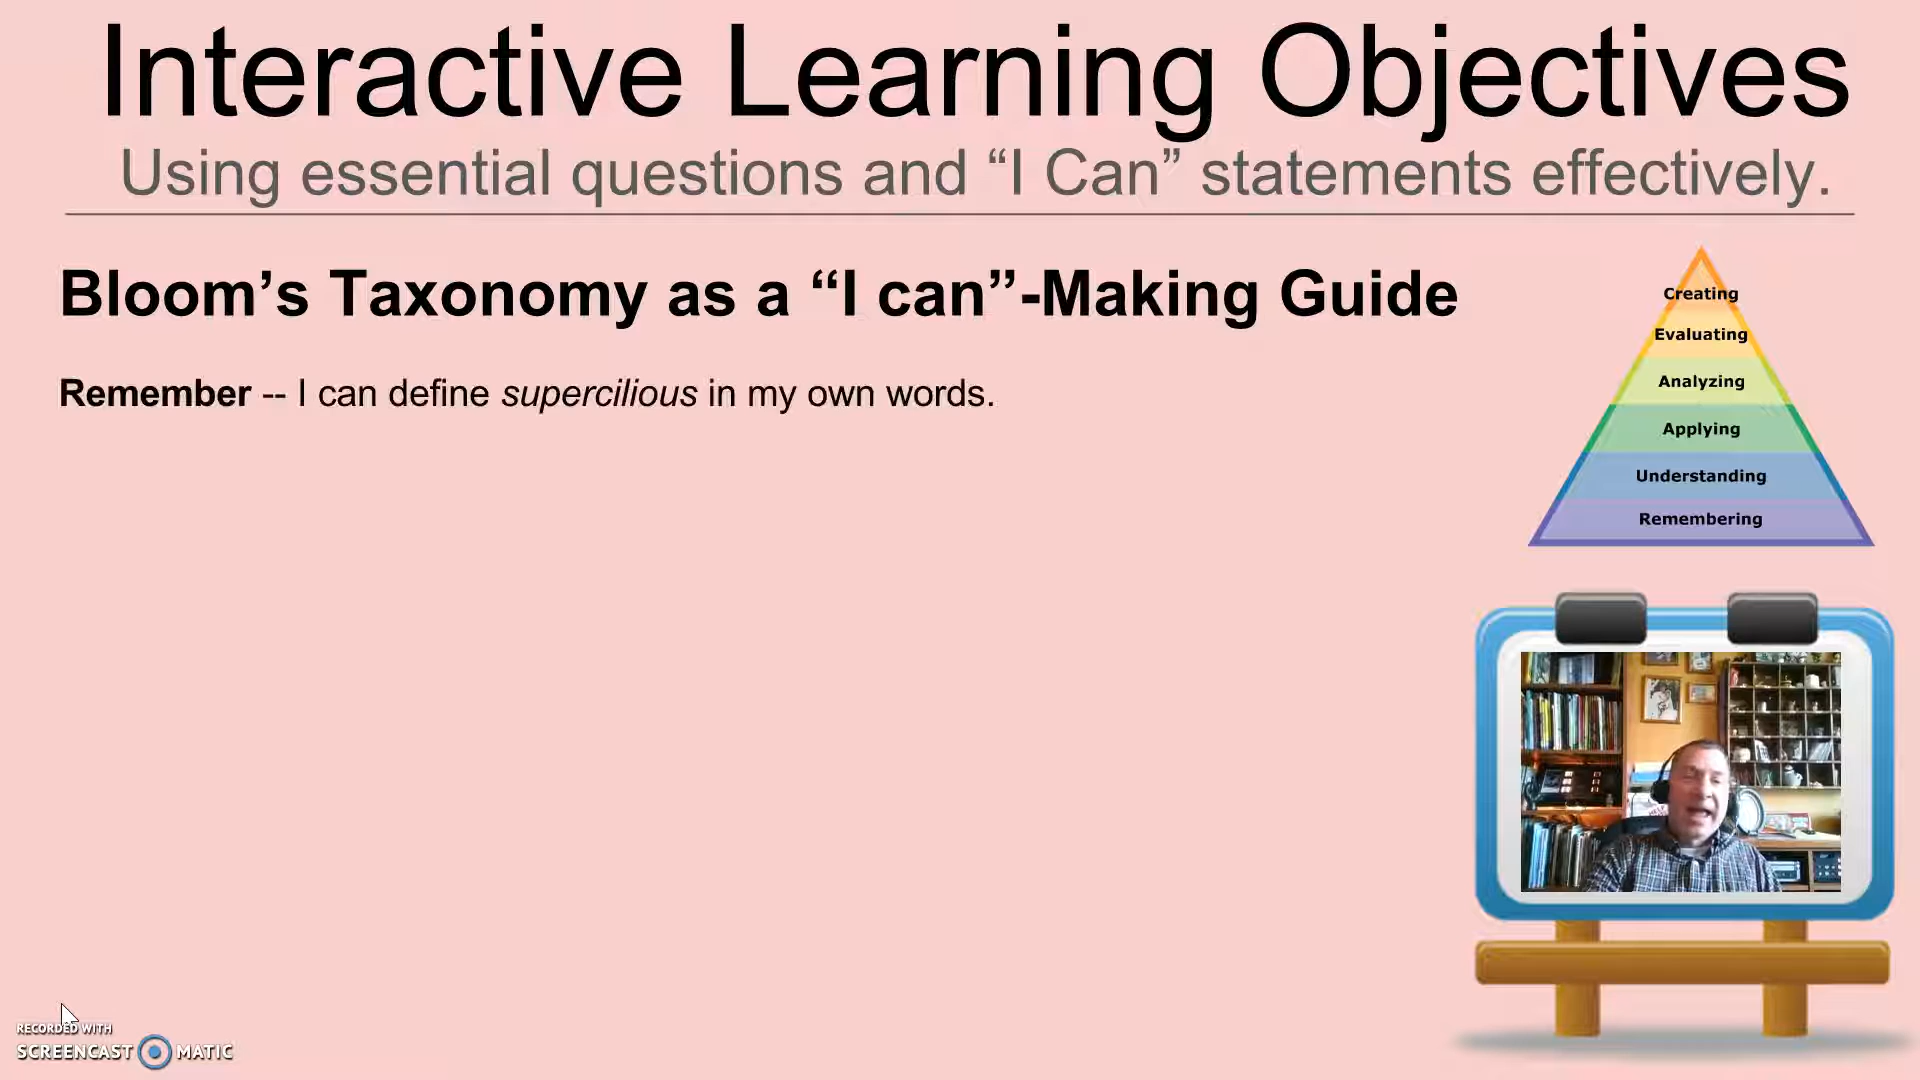 Interactive Learning Objectives
Using essential questions and “I Can” statements effectively.
Bloom’s Taxonomy as a “I can”-Making Guide
Remember -- I can define supercilious in my own words.
Creating
Evaluating
Analyzing
Applying
Understanding
Remembering
RECORDED WITH
SCREENCAST MATIC